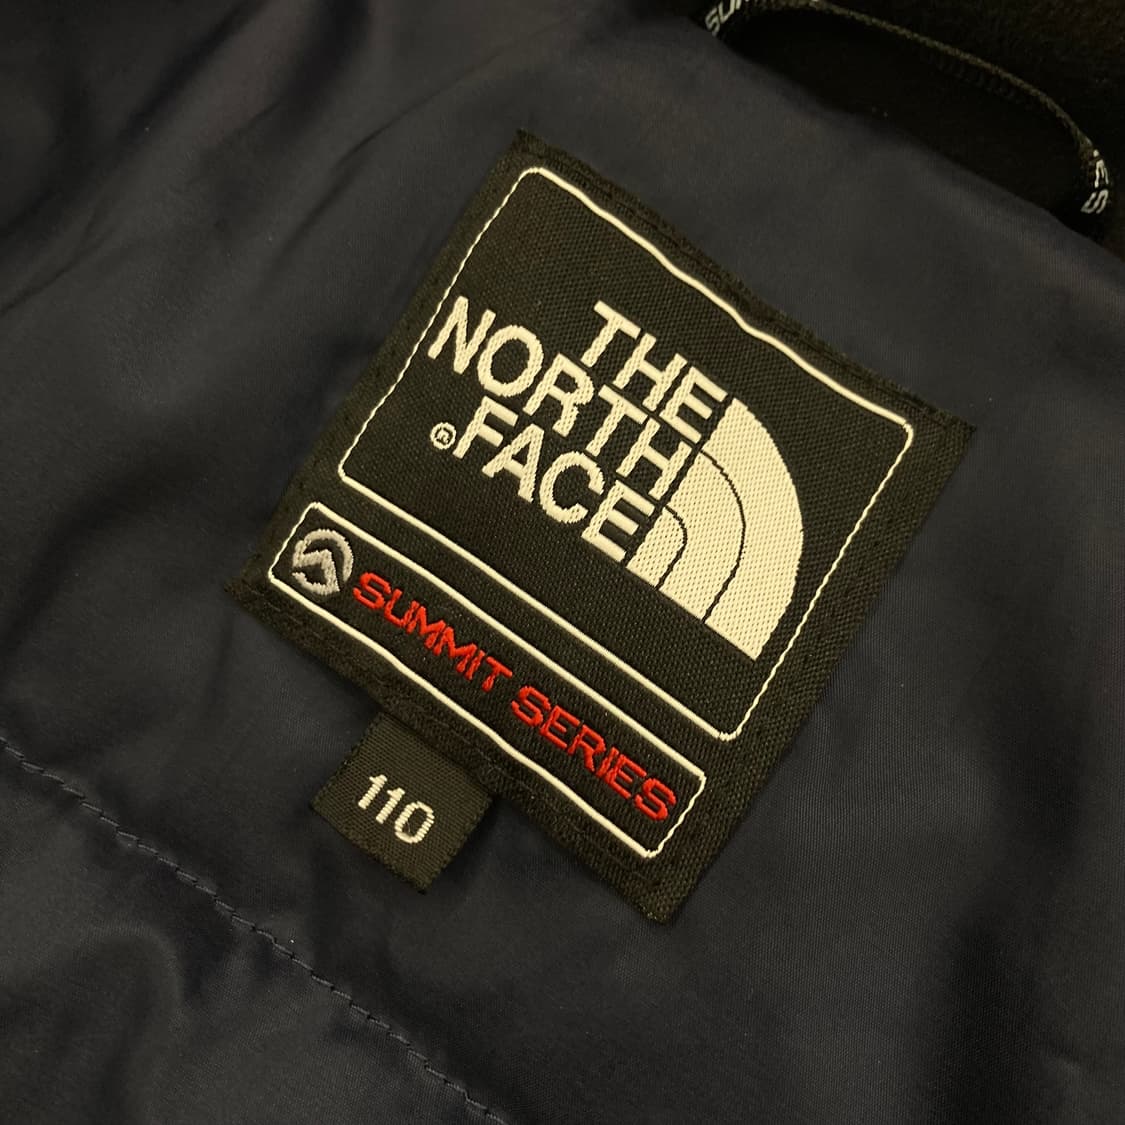 THE
NORTH
®FACE
SUMMIT SERIES
110